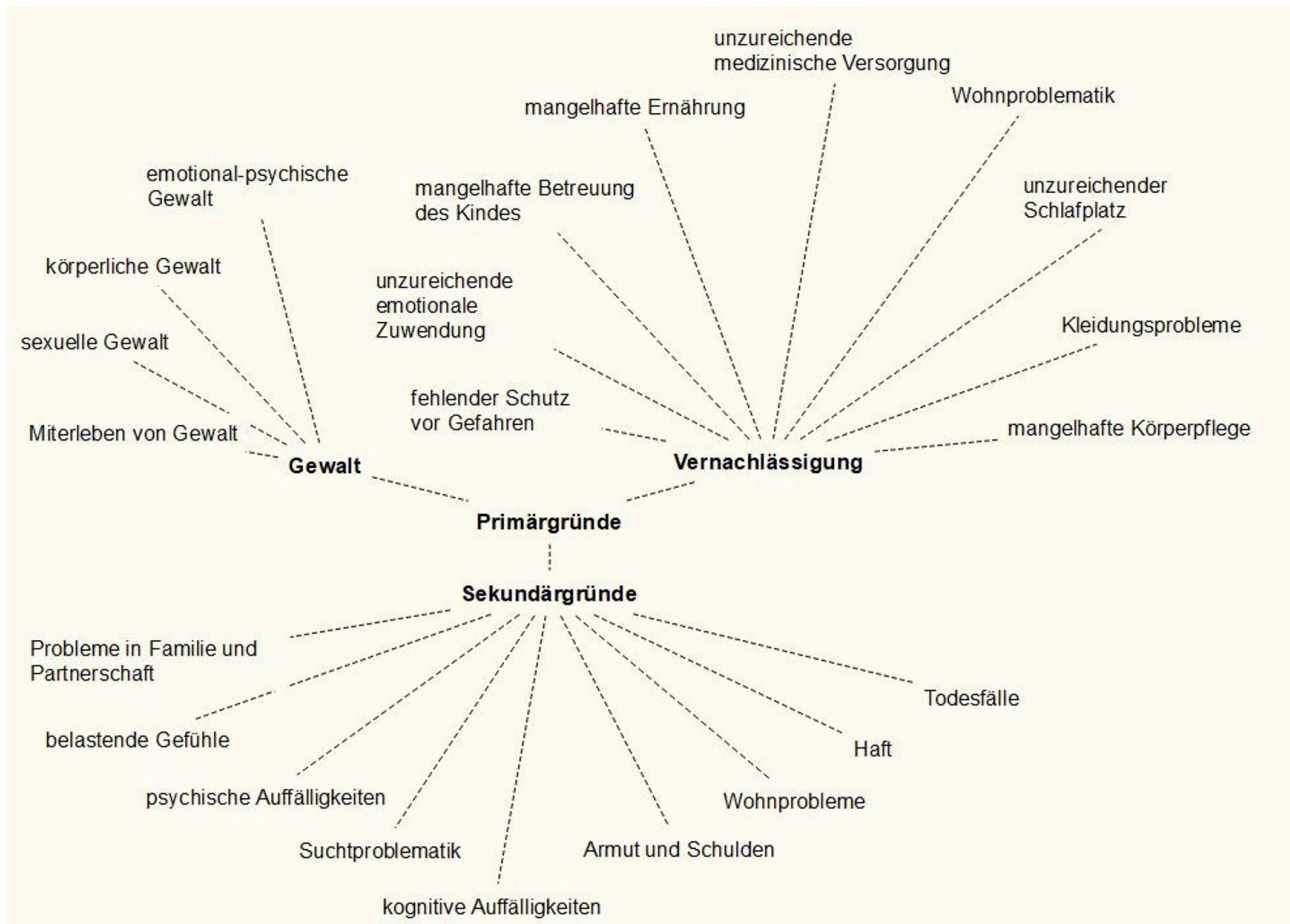 unzureichende
medizinische Versorgung
Wohnproblematik
mangelhafte Ernährung
emotional-psychische
Gewalt
mangelhafte Betreuung
des Kindes
unzureichender
Schlafplatz
körperliche Gewalt
unzureichende
emotionale
Zuwendung
sexuelle Gewalt
Kleidungsprobleme
fehlender Schutz
vor Gefahren
Miterleben von Gewalt
mangelhafte Körperpflege
Gewalt
Vernachlässigung
Primärgründe
Sekundärgründe
Probleme in Familie und
Partnerschaft
Todesfälle
belastende Gefühle
Haft
psychische Auffälligkeiten
Wohnprobleme
Suchtproblematik
Armut und Schulden
kognitive Auffälligkeiten